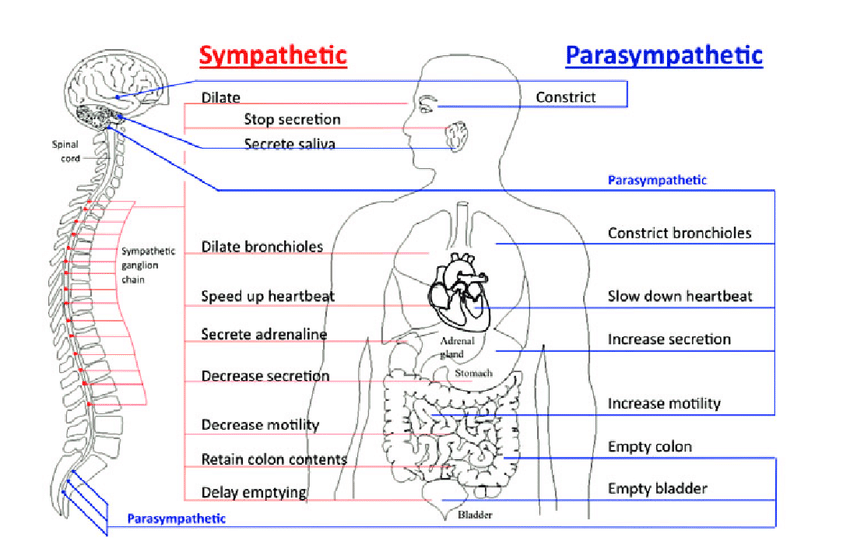 Sympathetic
Parasympathetic
Dilate
Constrict
Stop secretion
Secrete saliva
Spinal
cord
Parasympathetic
Sympathetic
ganglion
chain
Dilate bronchioles
Constrict bronchioles
Speed up heartbeat
Slow down heartbeat
Secrete adrenaline
Adrenal
gland
Increase secretion
Decrease secretion
Stomach
Increase motility
Decrease motility
Empty colon
Retain colon contents
Delay emptying
Empty bladder
Bladder
Parasympathetic